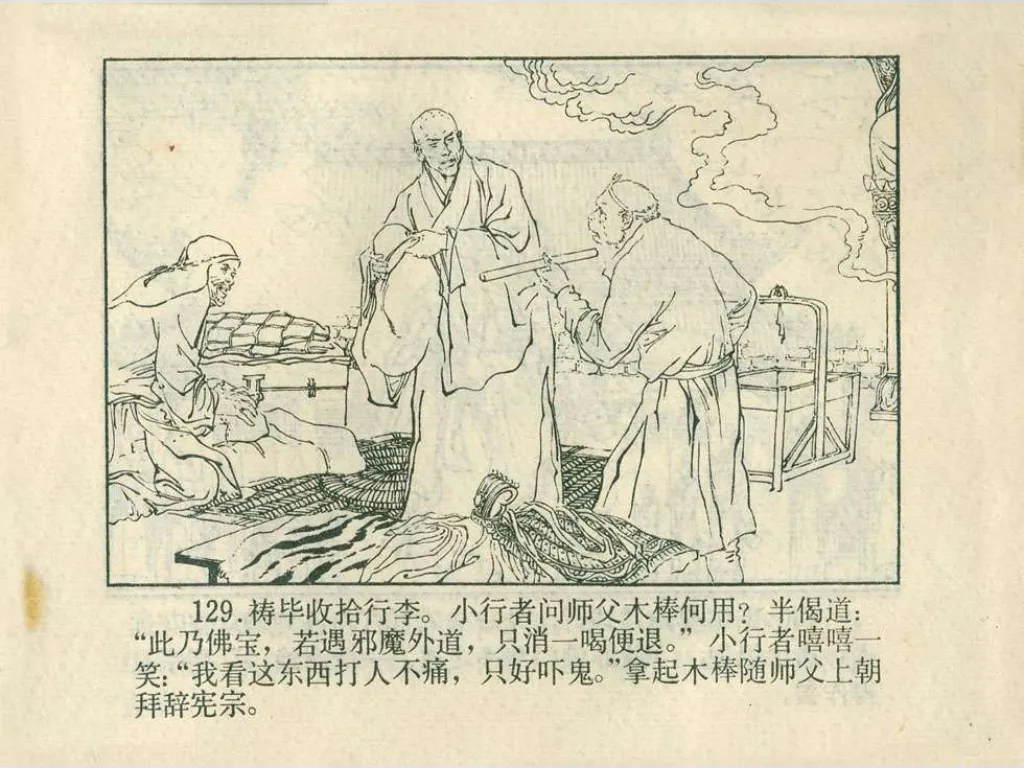 129.祷毕收拾行李。小行者问师父木棒何用？半偈道：
“此乃佛宝，若遇邪魔外道，只消一喝便退。”小行者嘻嘻一
笑：“我看这东西打人不痛，只好吓鬼。”拿起木棒随师父上朝
拜辞宪宗。